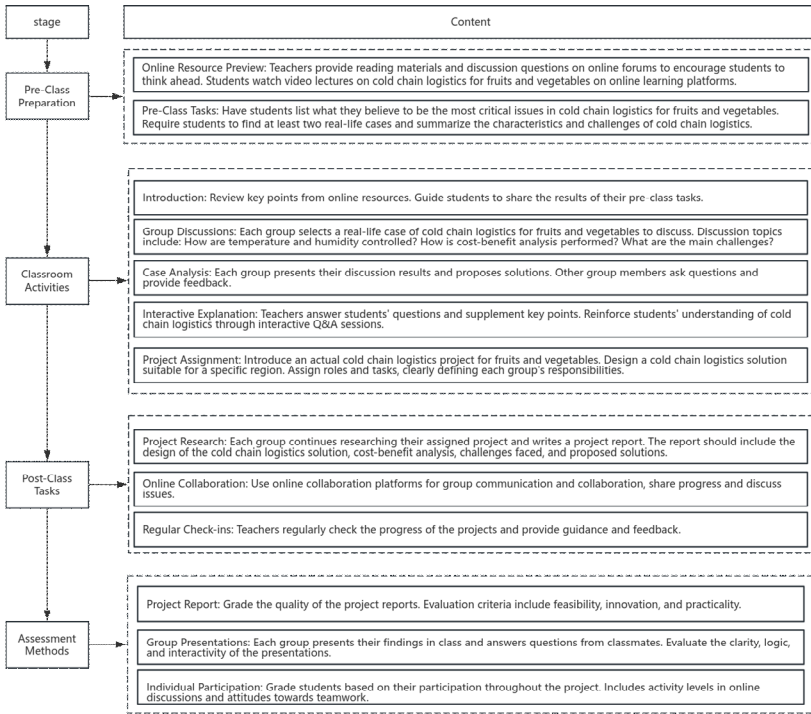 stage
Content
Pre-Class
Preparation
Online Resource Preview: Teachers provide reading materials and discussion questions on online forums to encourage students to
think ahead. Students watch video lectures on cold chain logistics for fruits and vegetables on online learning platforms.
Pre-Class Tasks: Have students list what they believe to be the most critical issues in cold chain logistics for fruits and vegetables.
Require students to find at least two real-life cases and summarize the characteristics and challenges of cold chain logistics.
Classroom
Activities
Introduction: Review key points from online resources. Guide students to share the results of their pre-class tasks.
Group Discussions: Each group selects a real-life case of cold chain logistics for fruits and vegetables to discuss. Discussion topics
include: How are temperature and humidity controlled? How is cost-benefit analysis performed? What are the main challenges?
Case Analysis: Each group presents their discussion results and proposes solutions. Other group members ask questions and
provide feedback.
Interactive Explanation: Teachers answer students' questions and supplement key points. Reinforce students' understanding of cold
chain logistics through interactive Q&A sessions.
Project Assignment: Introduce an actual cold chain logistics project for fruits and vegetables. Design a cold chain logistics solution
suitable for a specific region. Assign roles and tasks, clearly defining each group's responsibilities.
Post-Class
Tasks
Project Research: Each group continues researching their assigned project and writes a project report. The report should include the
design of the cold chain logistics solution, cost-benefit analysis, challenges faced, and proposed solutions.
Online Collaboration: Use online collaboration platforms for group communication and collaboration, share progress and discuss
issues.
Regular Check-ins: Teachers regularly check the progress of the projects and provide guidance and feedback.
Assessment
Methods
Project Report: Grade the quality of the project reports. Evaluation criteria include feasibility, innovation, and practicality.
Group Presentations: Each group presents their findings in class and answers questions from classmates. Evaluate the clarity, logic,
and interactivity of the presentations.
Individual Participation: Grade students based on their participation throughout the project. Includes activity levels in online
discussions and attitudes towards teamwork.